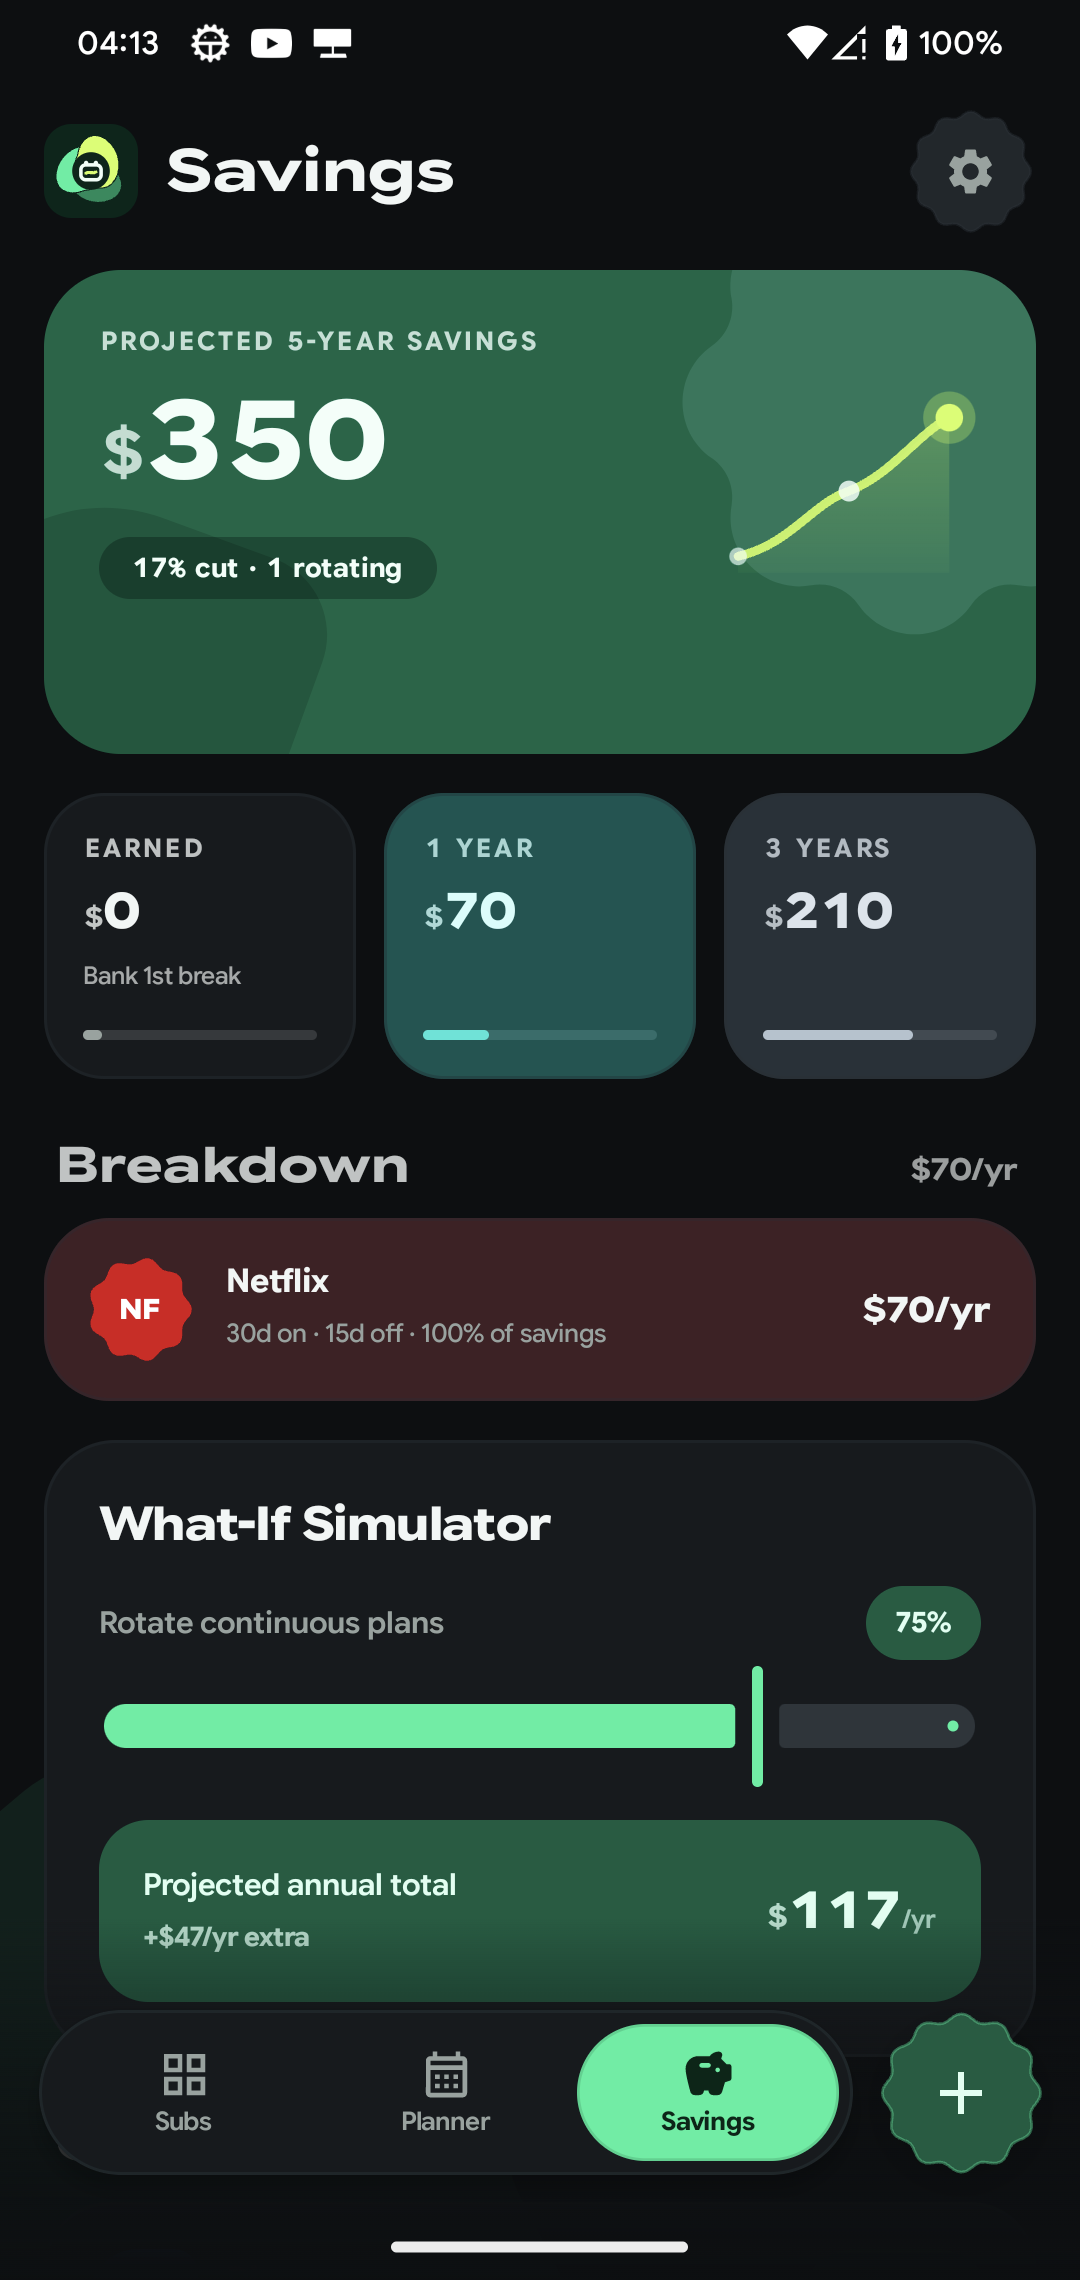 04:13
100%
Savings
PROJECTED 5-YEAR SAVINGS
$350
17% cut · 1 rotating
EARNED
$0
Bank 1st break
1 YEAR
$70
3 YEARS
$210
Breakdown
$70/yr
NF
Netflix
30d on · 15d off · 100% of savings
$70/yr
What-If Simulator
Rotate continuous plans
75%
Projected annual total
+$47/yr extra
$117/yr
Subs
Planner
Savings